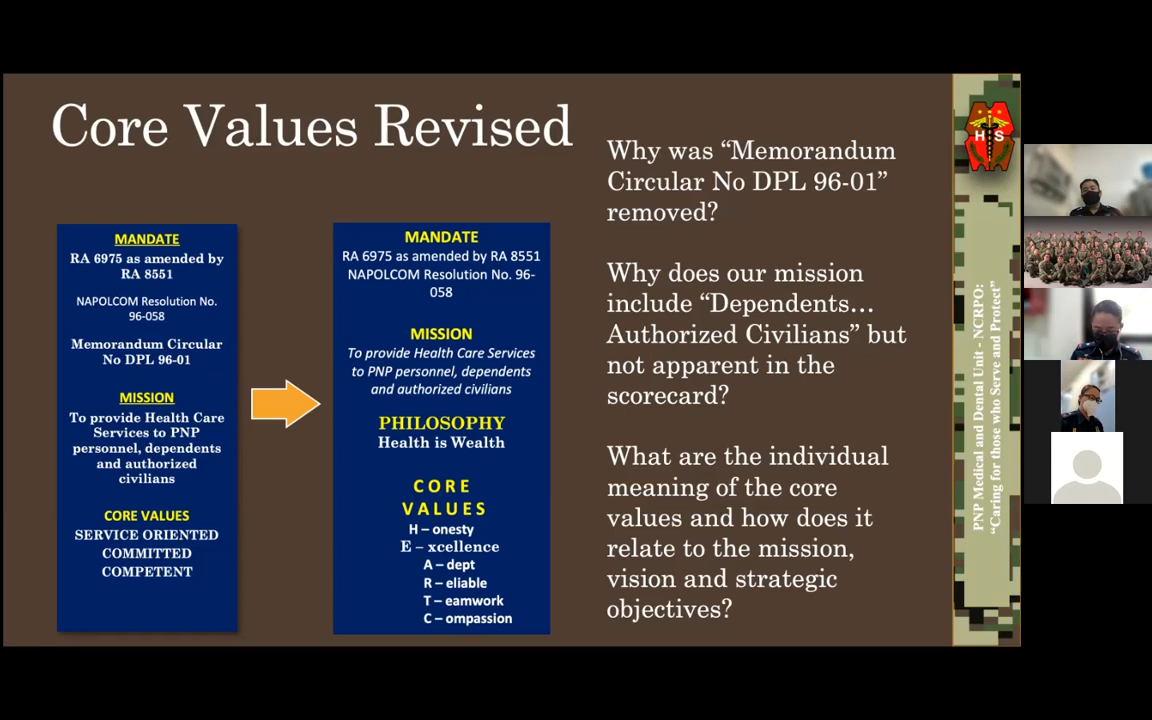 Core Values Revised
MANDATE
RA 6975 as amended by
RA 8551
NAPOLCOM Resolution No.
96-058
Memorandum Circular
No DPL 96-01
MISSION
To provide Health Care
Services to PNP
personnel, dependents
and authorized
civilians
CORE VALUES
SERVICE ORIENTED
COMMITTED
COMPETENT
MANDATE
RA 6975 as amended by RA 8551
NAPOLCOM Resolution No. 96-
058
MISSION
To provide Health Care Services
to PNP personnel, dependents
and authorized civilians
PHILOSOPHY
Health is Wealth
CORE
VALUES
H – onesty
E – xcellence
A – dept
R – eliable
T – eamwork
C – ompassion
Why was “Memorandum
Circular No DPL 96-01”
removed?
Why does our mission
include “Dependents…
Authorized Civilians” but
not apparent in the
scorecard?
What are the individual
meaning of the core
values and how does it
relate to the mission,
vision and strategic
objectives?
H S
PNP Medical and Dental Unit - NCRPO:
“Caring for those who Serve and Protect”